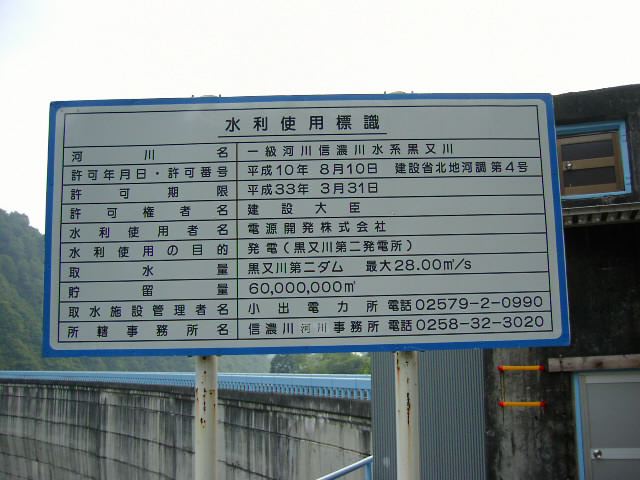 水利使用標識
河川名 一級河川信濃川水系黒又川
許可年月日・許可番号 平成10年 8月10日 建設省北地河調第4号
許可期限 平成33年 3月31日
許可権者名 建設大臣
水利使用者名 電源開発株式会社
水利使用の目的 発電(黒又川第二発電所)
取水量 黒又川第二ダム 最大28.00㎥/s
貯留量 60,000,000㎥
取水施設管理者名 小出電力所 電話02579-2-0990
所轄事務所名 信濃川河川事務所 電話0258-32-3020